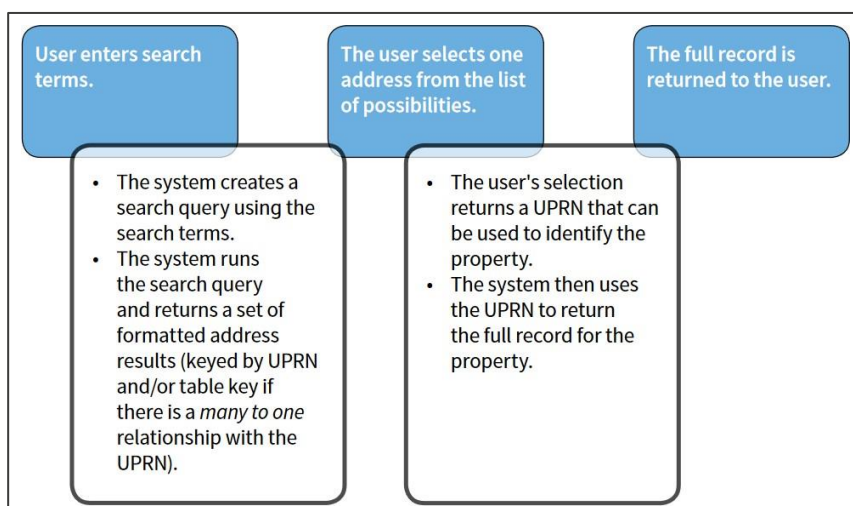 User enters search
terms.
The system creates a
search query using the
search terms.
The system runs
the search query
and returns a set of
formatted address
results (keyed by UPRN
and/or table key if
there is a many to one
relationship with the
UPRN).
The user selects one
address from the list
of possibilities.
The user's selection
returns a UPRN that can
be used to identify the
property.
The system then uses
the UPRN to return
the full record for the
property.
The full record is
returned to the user.